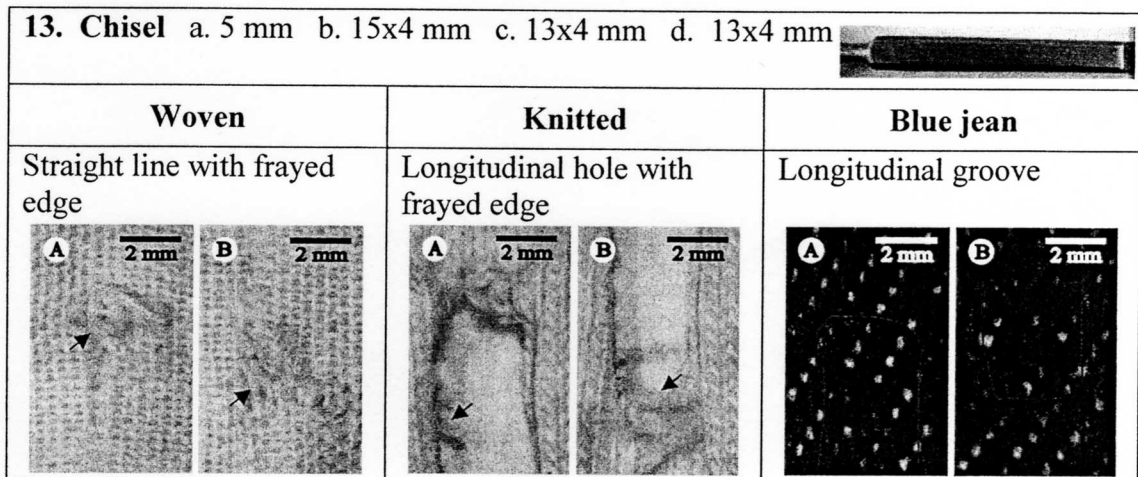 13. Chisel a. 5 mm b. 15x4 mm c. 13x4 mm d. 13x4 mm
Woven
Knitted
Blue jean
Straight line with frayed
edge
Longitudinal hole with
frayed edge
Longitudinal groove
A
2 mm
B
2 mm
A
2 mm
B
2 mm
A
2 mm
B
2 mm